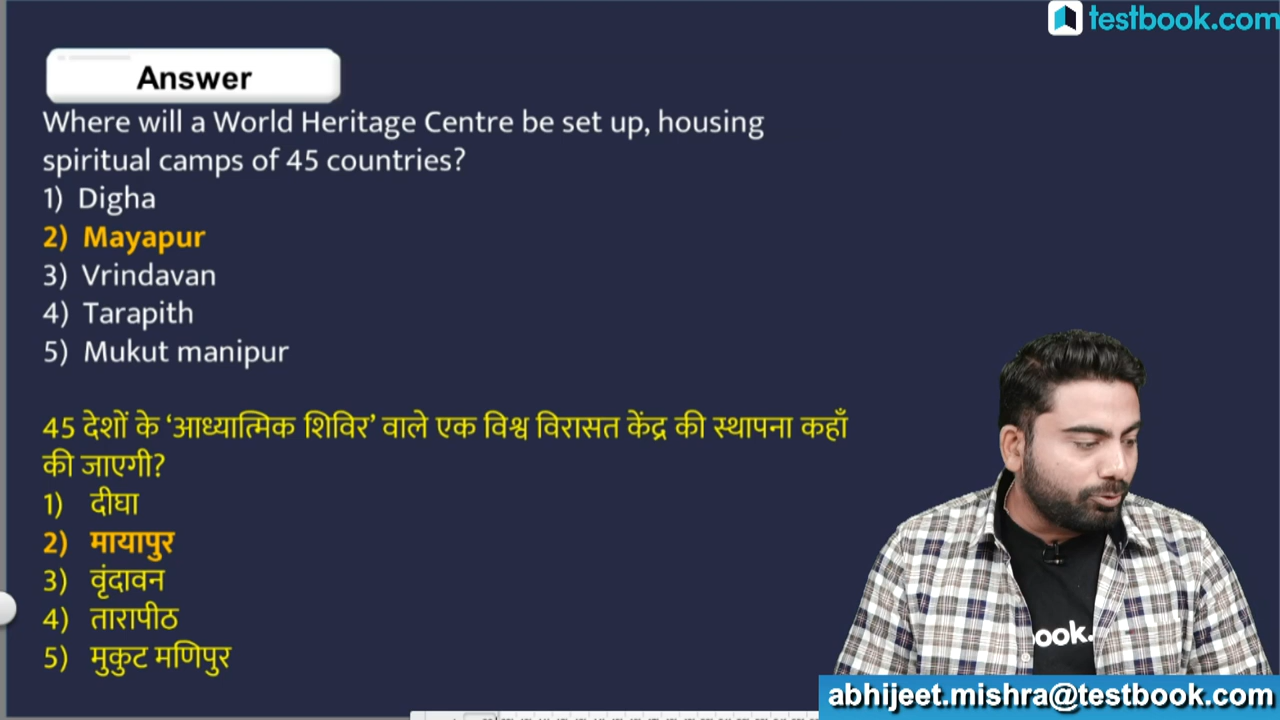 testbook.com
Answer
Where will a World Heritage Centre be set up, housing
spiritual camps of 45 countries?
1) Digha
2) Mayapur
3) Vrindavan
4) Tarapith
5) Mukut manipur
45 देशों के ‘आध्यात्मिक शिविर’ वाले एक विश्व विरासत केंद्र की स्थापना कहाँ
की जाएगी?
1) दीघा
2) मायापुर
3) वृंदावन
4) तारापीठ
5) मुकुट मणिपुर
ook.
abhijeet.mishra@testbook.com